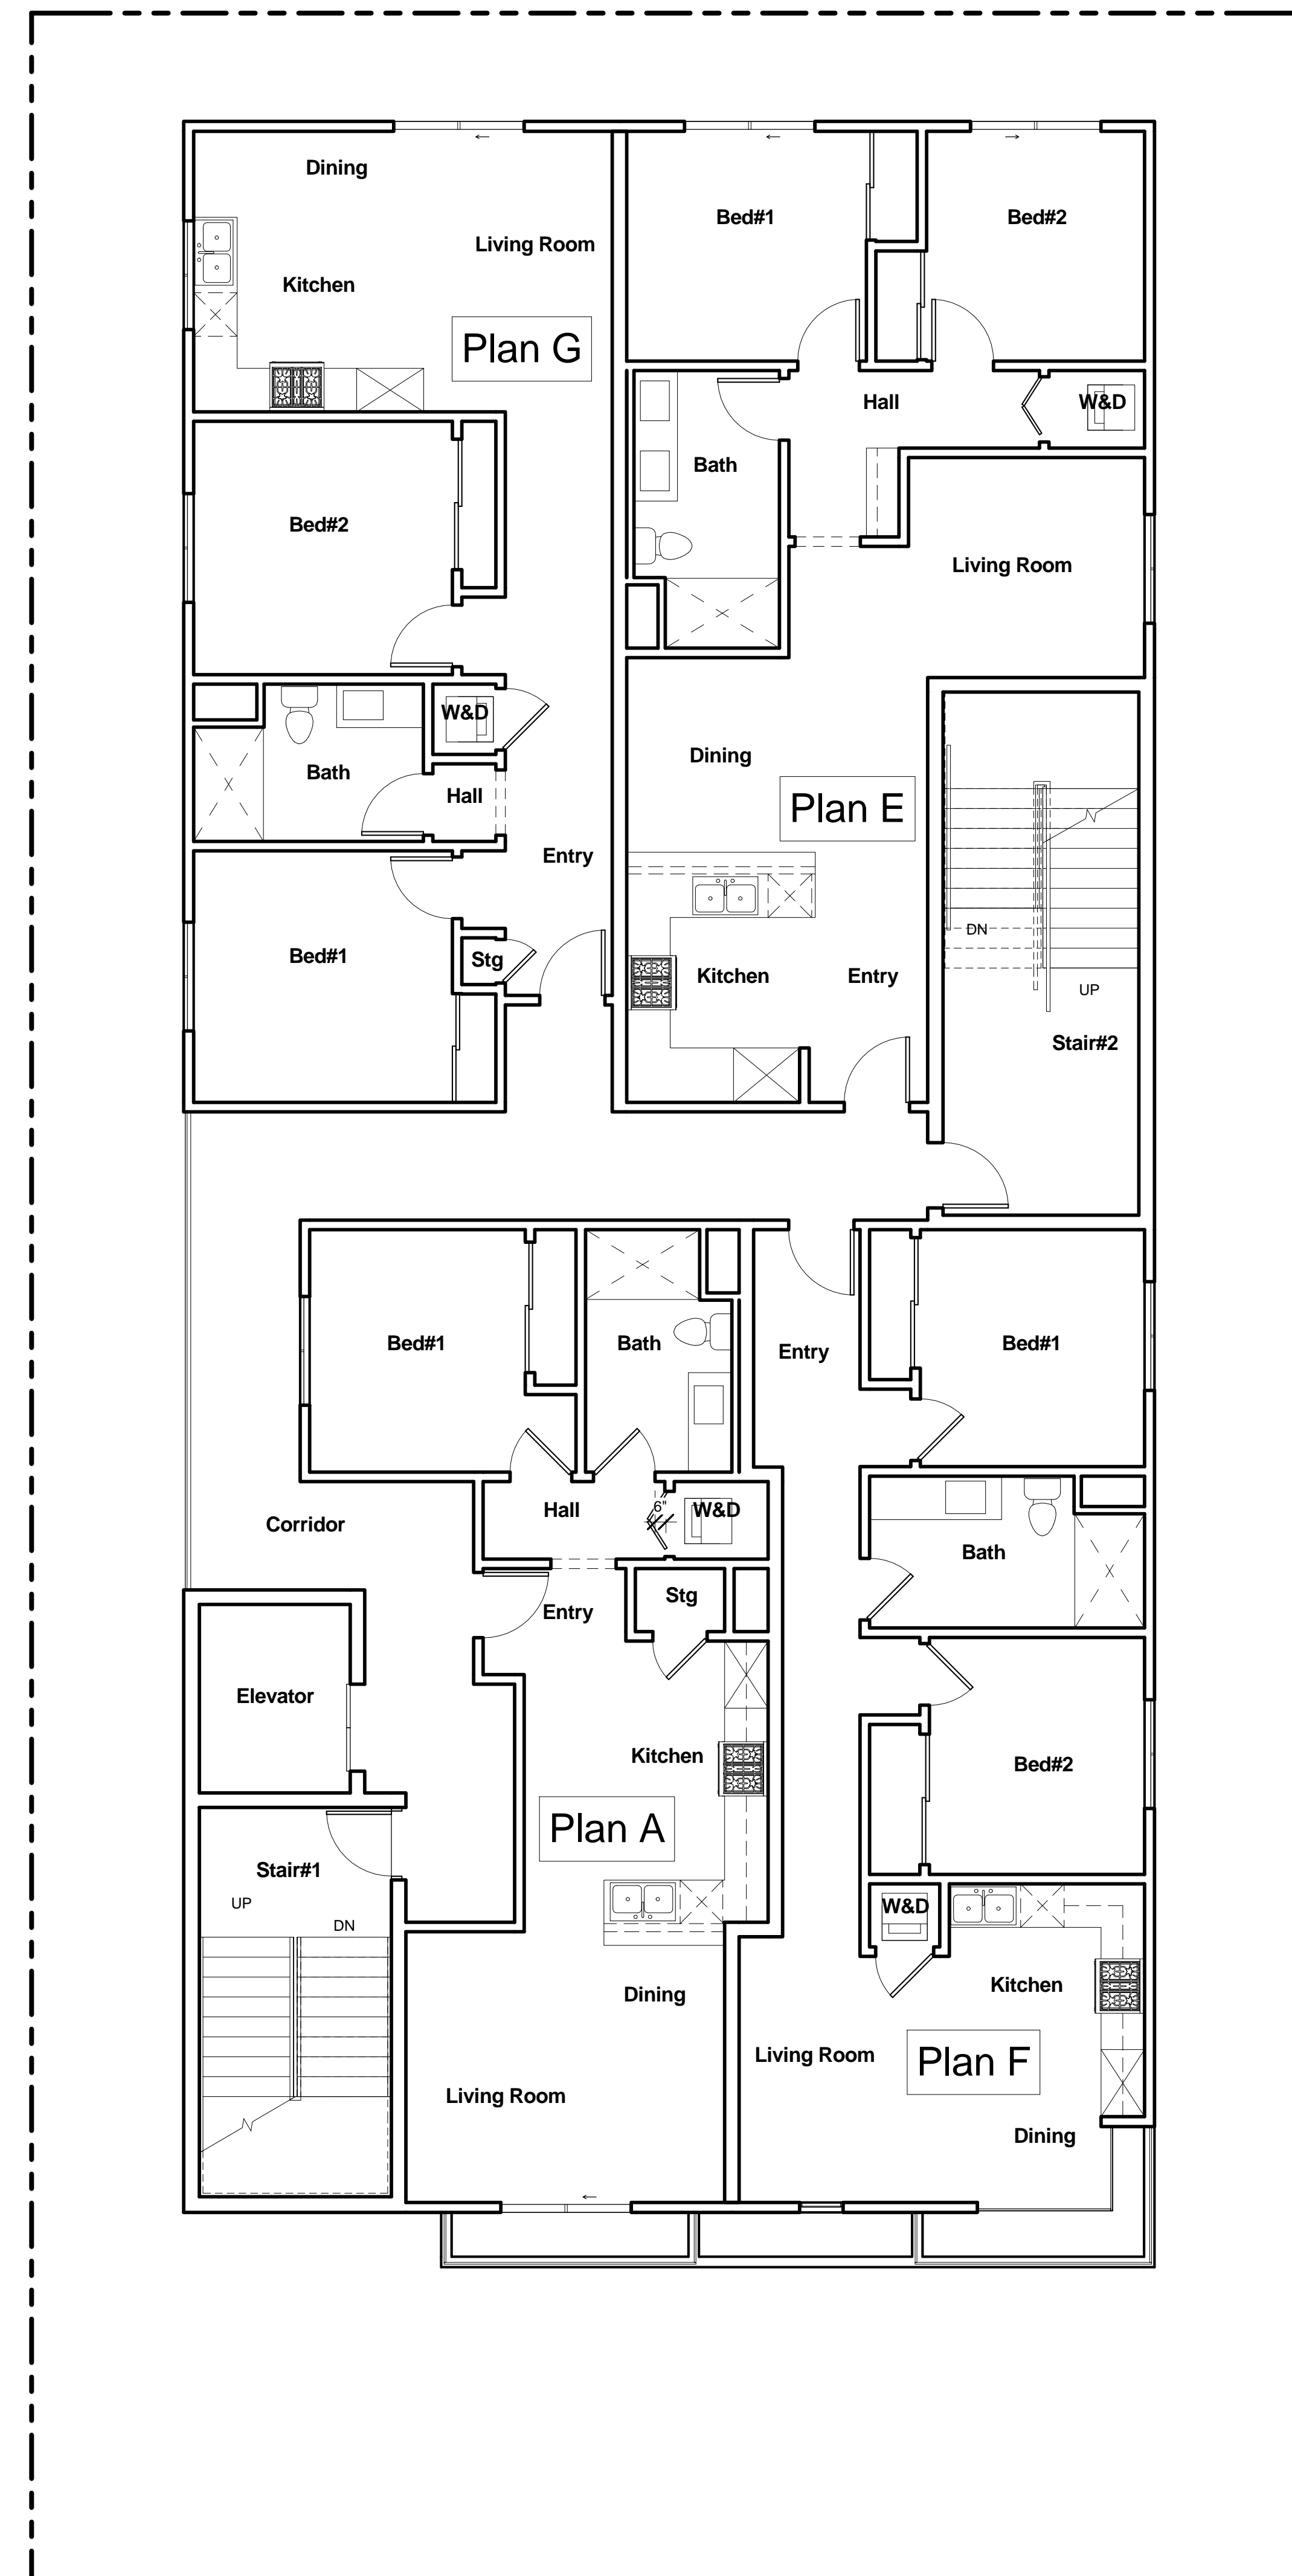 Dining
Living Room
Kitchen
Plan G
Bed#1
Bed#2
Hall
W&D
Bath
Bed#2
Living Room
W&D
Bath
Hall
Dining
Plan E
Entry
DN
Bed#1
Stg
Kitchen
Entry
UP
Stair#2
Bed#1
Bath
Entry
Bed#1
Hall
6"
W&D
Corridor
Bath
Stg
Entry
Elevator
Kitchen
Bed#2
Plan A
Stair#1
UP
DN
W&D
Dining
Kitchen
Living Room
Plan F
Living Room
Dining